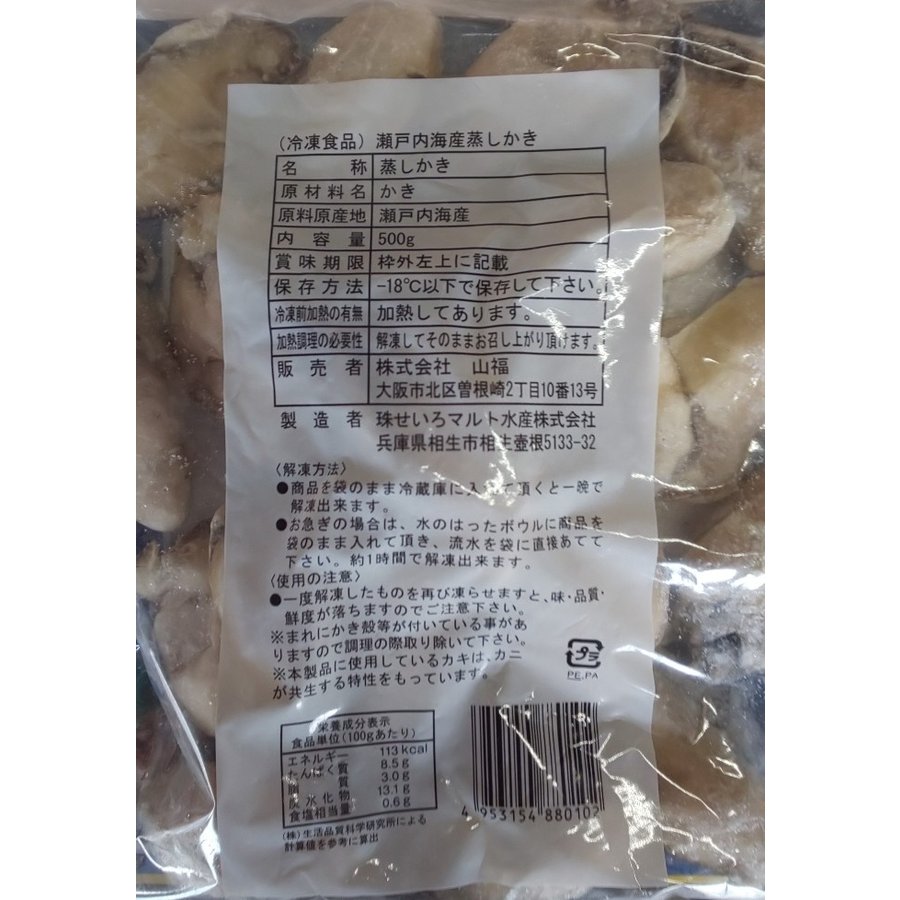 (冷凍食品) 瀬戸内海産蒸しかき
名称 蒸しかき
原材料名 かき
原料原産地 瀬戸内海産
内容量 500g
賞味期限 枠外左上に記載
保存方法 -18℃以下で保存して下さい。
冷凍前加熱の有無 加熱してあります。
加熱調理の必要性 解凍してそのままお召し上がり頂けます。
販売者 株式会社 山福
大阪市北区曽根崎2丁目10番13号
製造者 珠せいろマルト水産株式会社
兵庫県相生市相生壺根5133-32
〈解凍方法〉
●商品を袋のまま冷蔵庫に入れて頂くと一晩で
解凍出来ます。
●お急ぎの場合は、水のはったボウルに商品を
袋のまま入れて頂き、流水を袋に直接あてて
下さい。約1時間で解凍出来ます。
〈使用の注意〉
●一度解凍したものを再び凍らせますと、味・品質・
鮮度が落ちますのでご注意下さい。
※まれにかき殻等が付いている事があ
りますので調理の際取り除いて下さい。
※本製品に使用しているカキは、カニ
が共生する特性をもっています。
プラ
PE,PA
栄養成分表示
食品単位(100gあたり)
エネルギー 113kcal
たんぱく質 8.5g
脂質 3.0g
炭水化物 13.1g
食塩相当量 0.6g
(株)生活品質科学研究所による
計算値を参考に算出
4 953154 880102